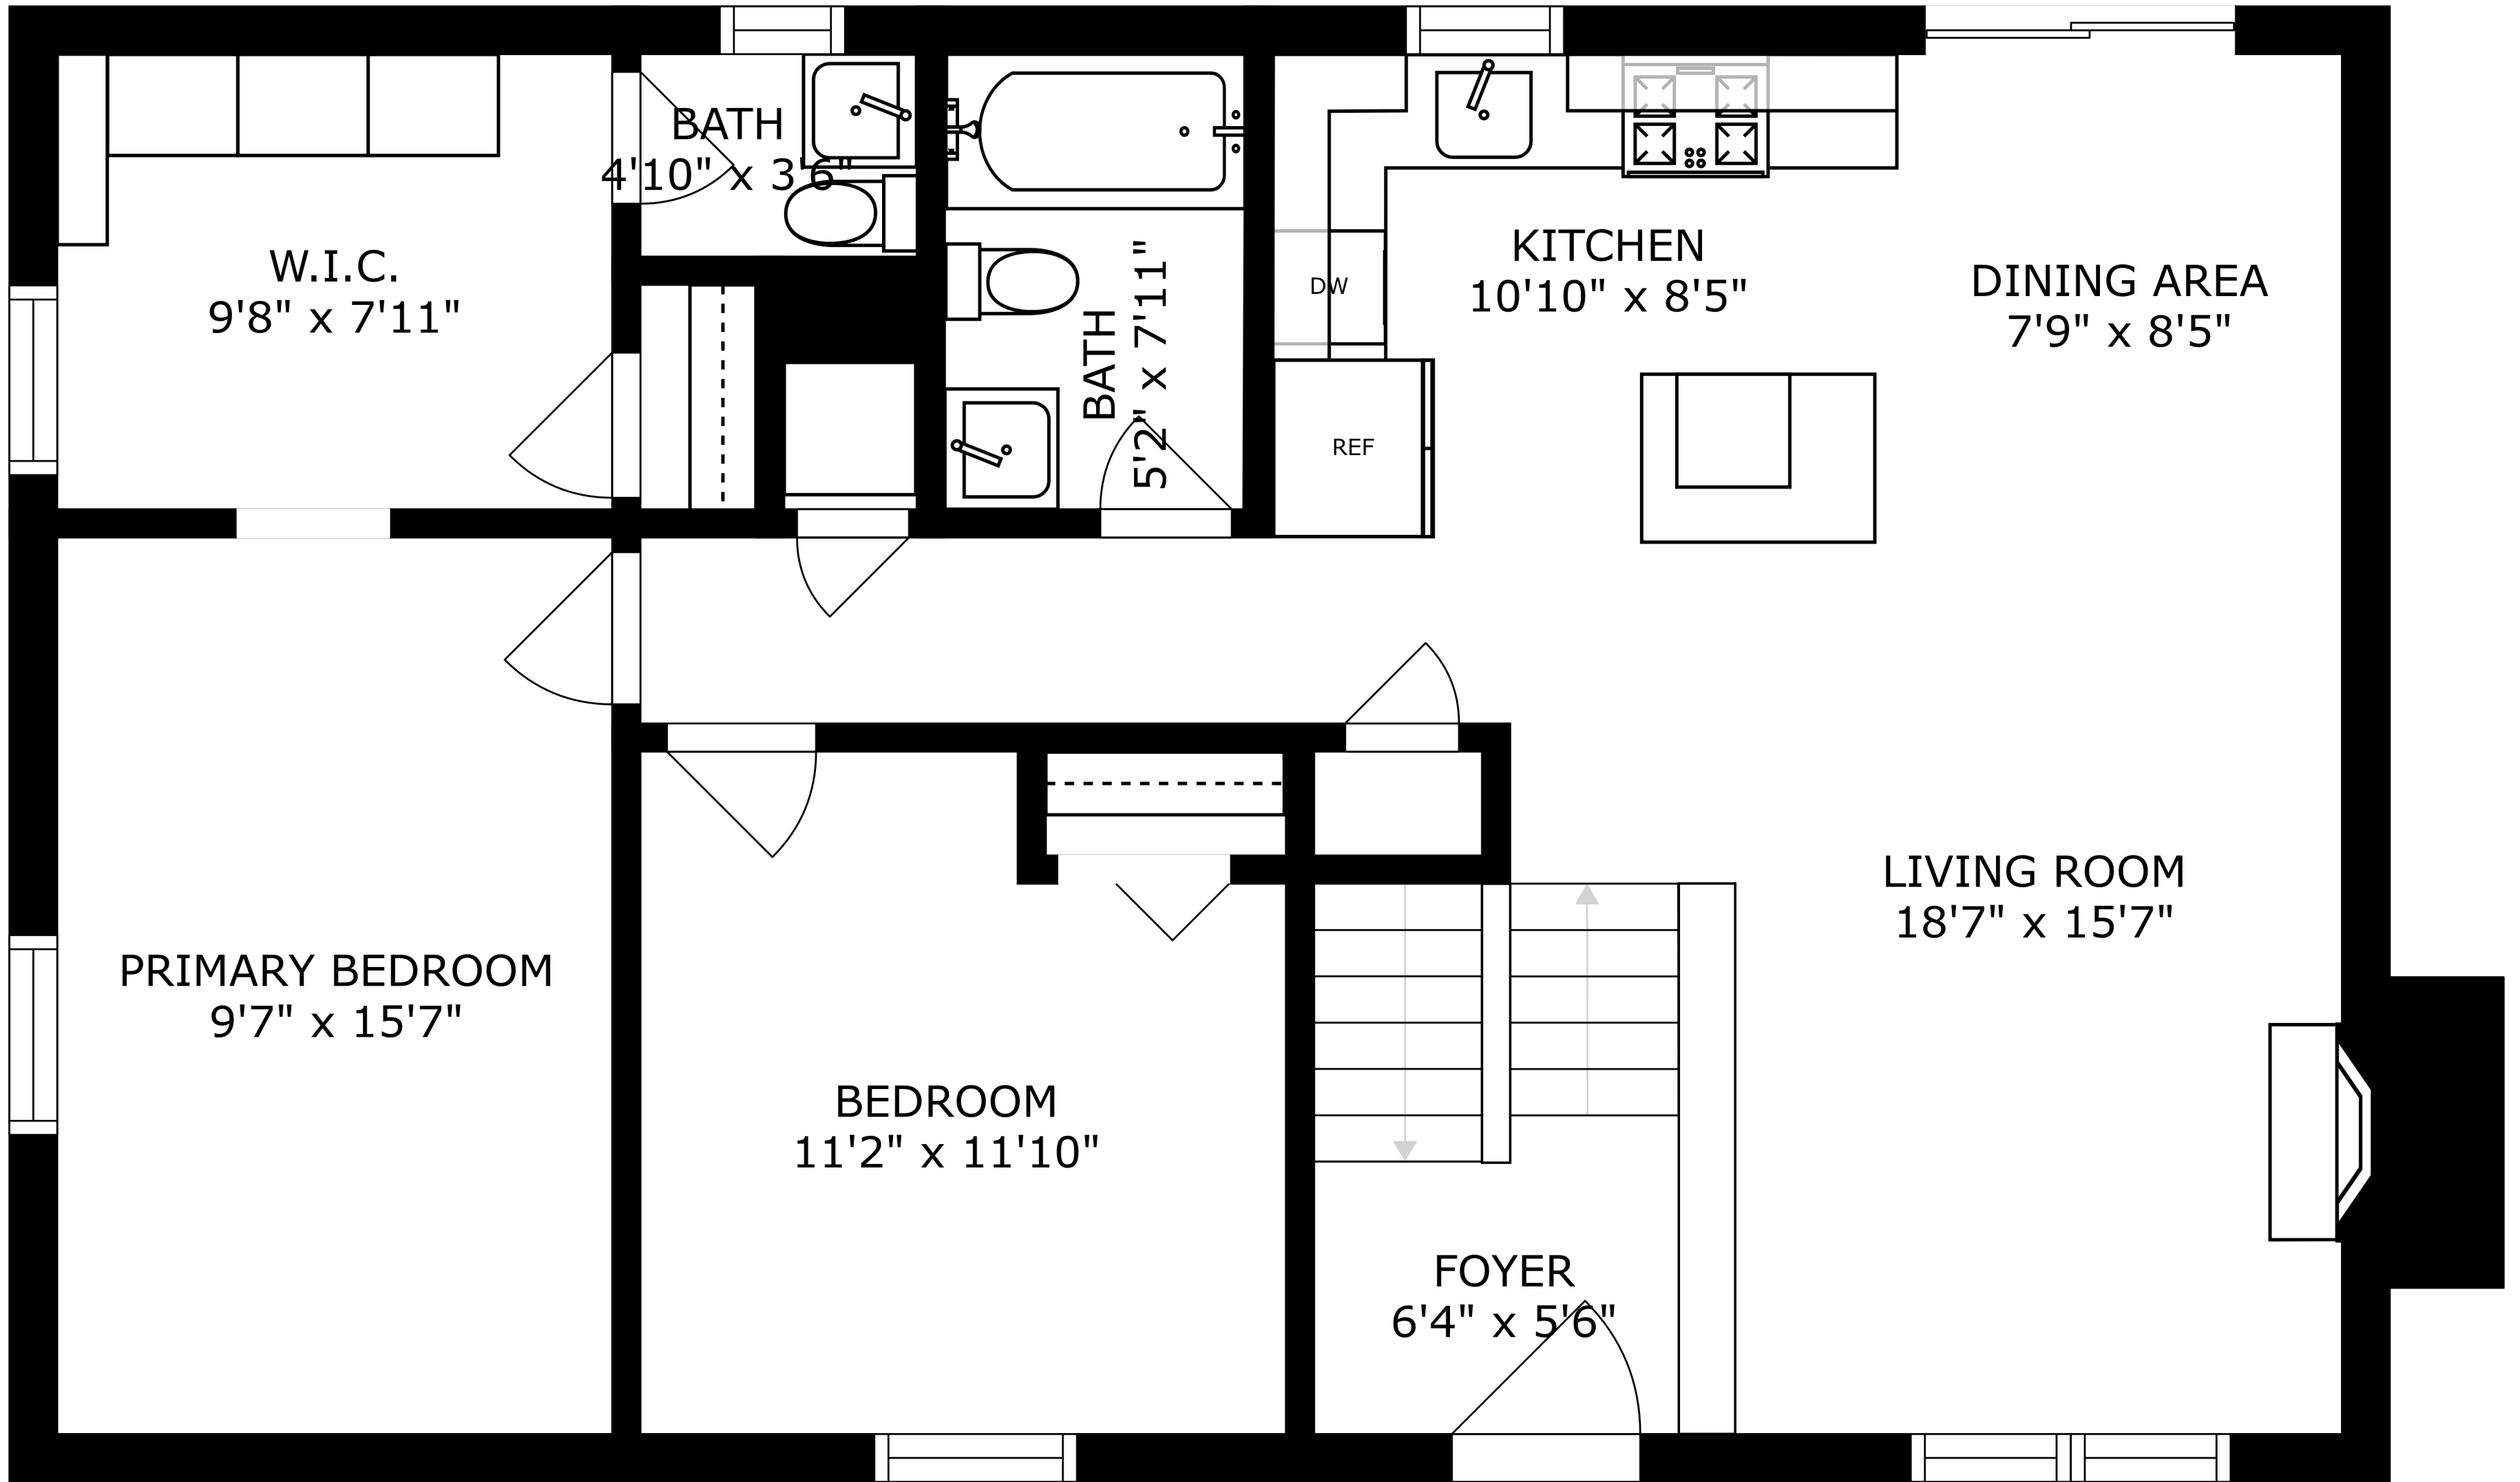 BATH
4'10" x 3'6"
W.I.C.
9'8" x 7'11"
BATH
5'2" x 7'11"
KITCHEN
10'10" x 8'5"
DW
REF
DINING AREA
7'9" x 8'5"
LIVING ROOM
18'7" x 15'7"
PRIMARY BEDROOM
9'7" x 15'7"
BEDROOM
11'2" x 11'10"
FOYER
6'4" x 5'6"